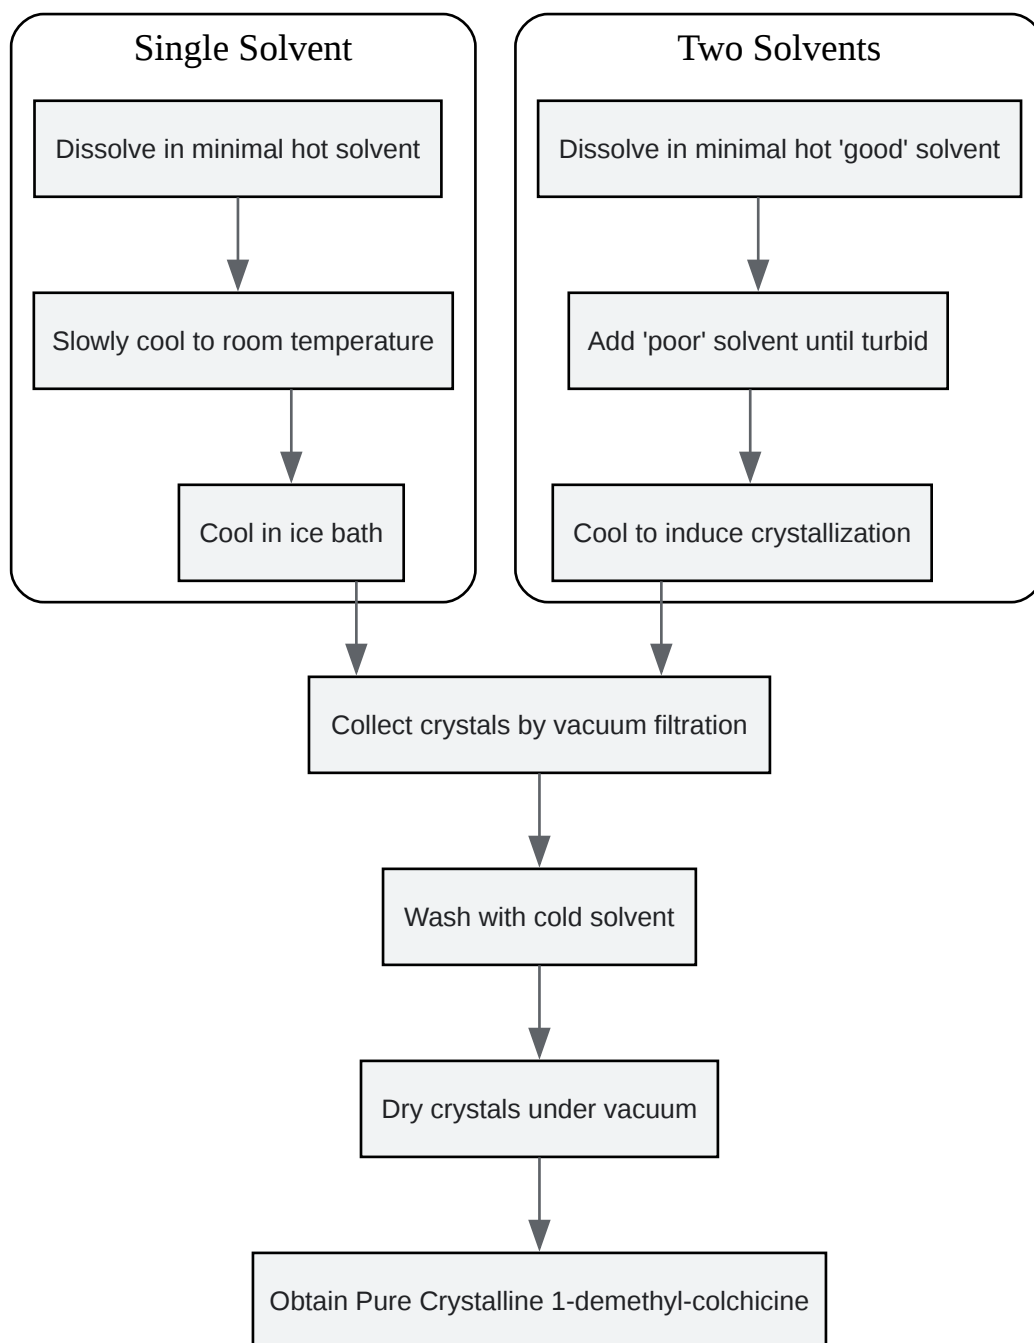 Single Solvent
Dissolve in minimal hot solvent
Slowly cool to room temperature
Cool in ice bath
Two Solvents
Dissolve in minimal hot 'good' solvent
Add 'poor' solvent until turbid
Cool to induce crystallization
Collect crystals by vacuum filtration
Wash with cold solvent
Dry crystals under vacuum
Obtain Pure Crystalline 1-demethyl-colchicine